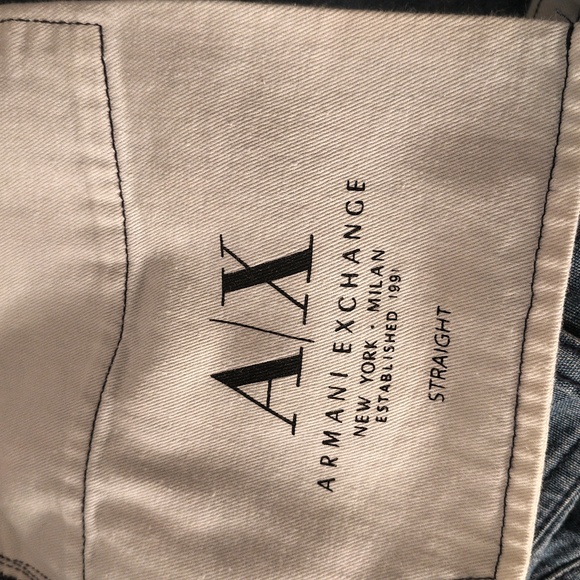 A/X
ARMANI EXCHANGE
NEW YORK · MILAN
ESTABLISHED 1991
STRAIGHT